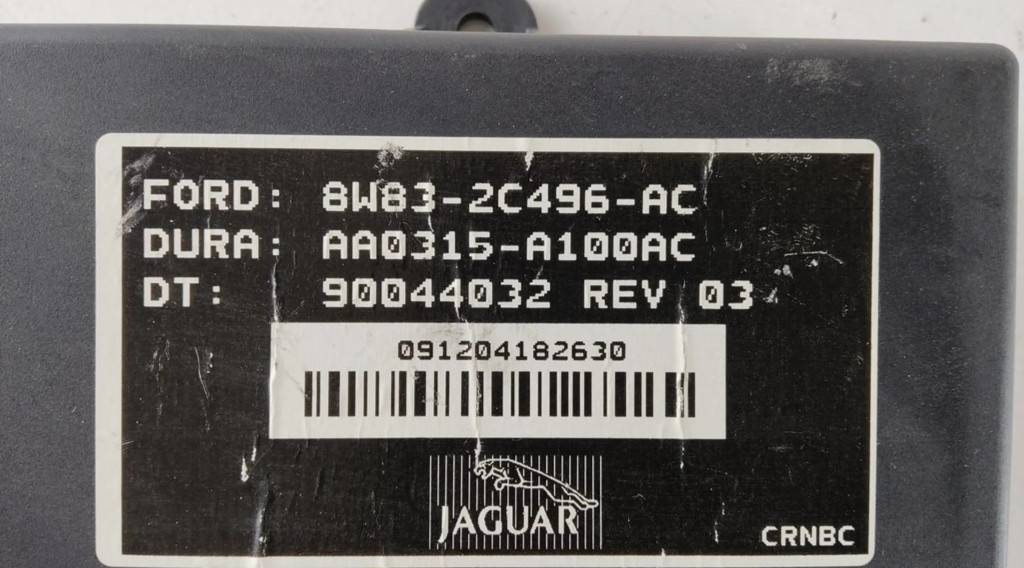 FORD: 8W83-2C496-AC
DURA: AA0315-A100AC
DT: 90044032 REV 03
091204182630
JAGUAR
CRNBC